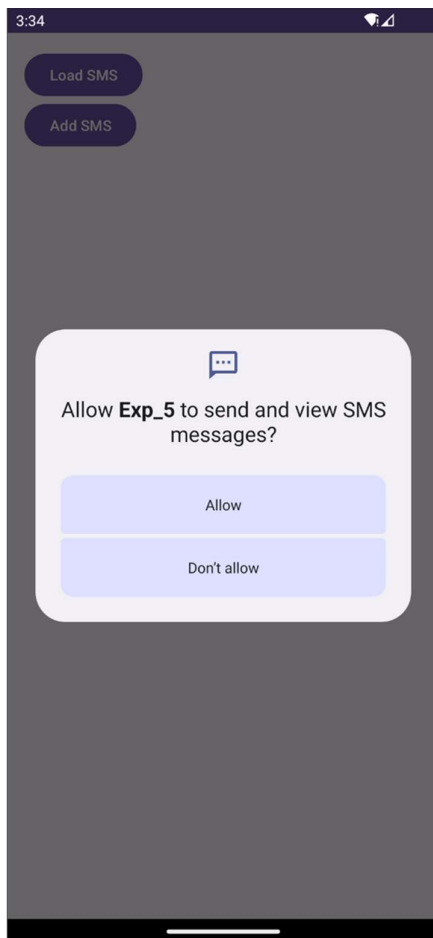 3:34
Load SMS
Add SMS
Allow Exp_5 to send and view SMS
messages?
Allow
Don't allow